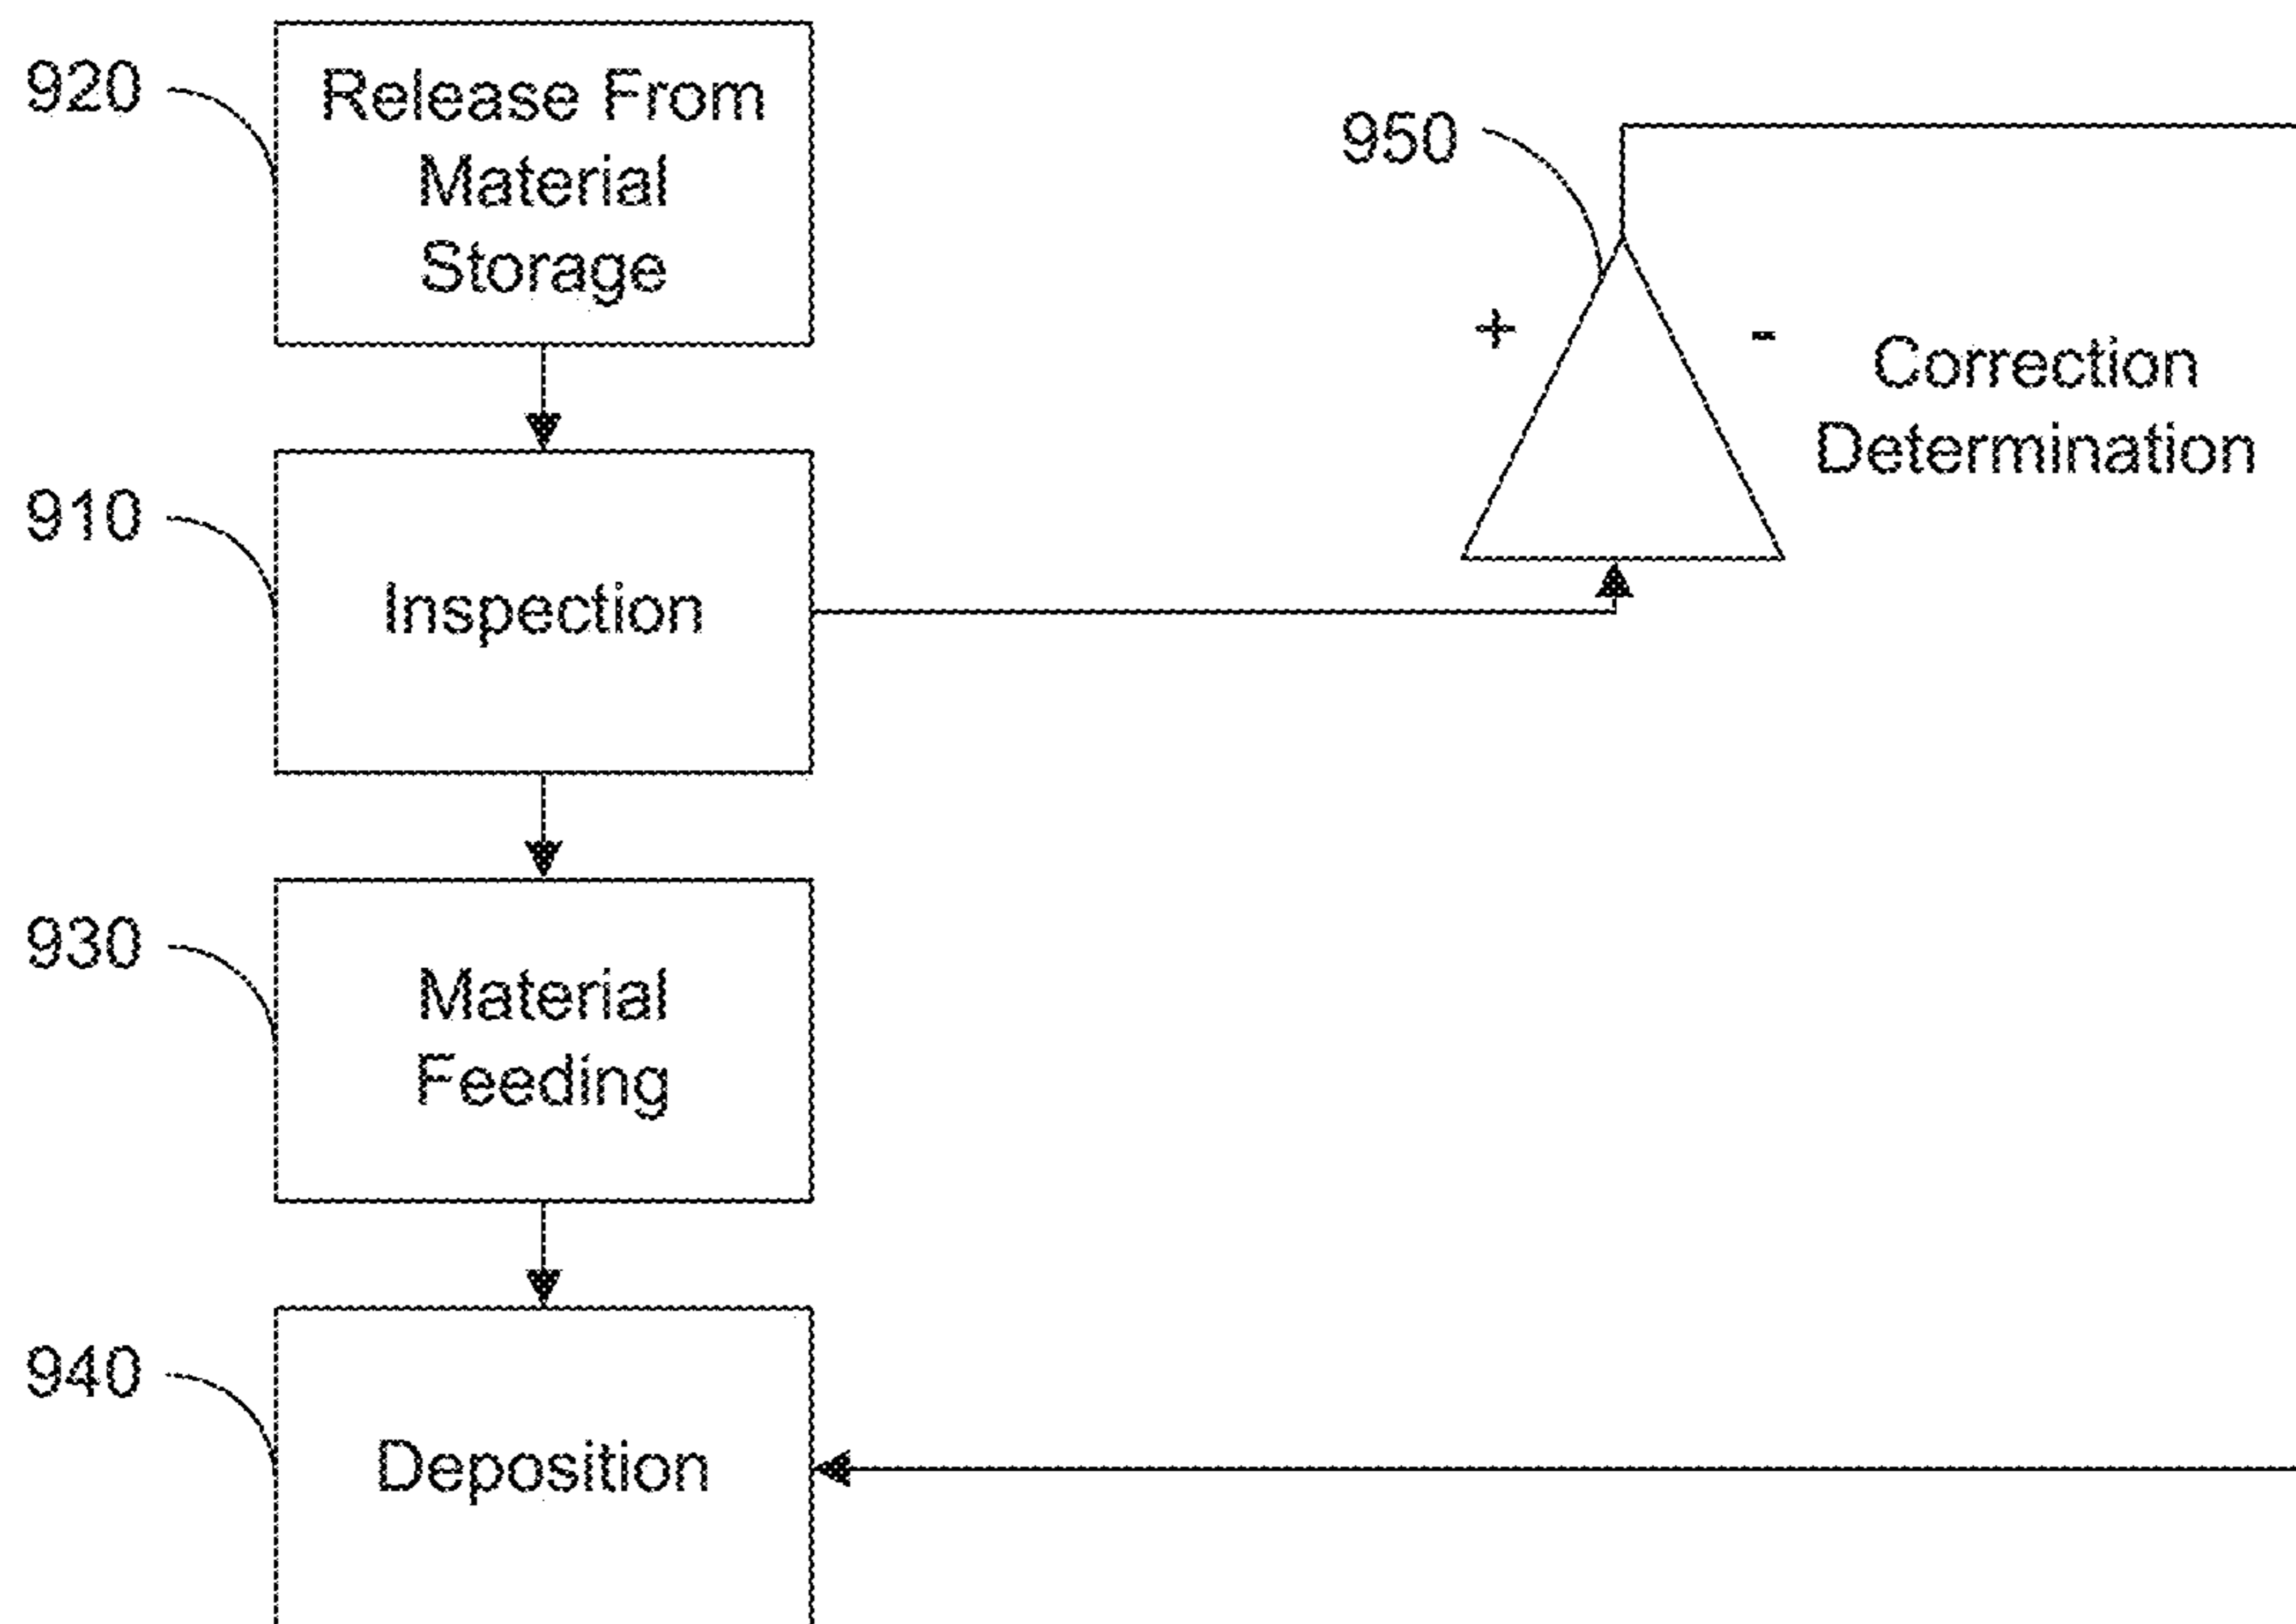 920
Release From
Material
Storage
950
+
-
Correction
Determination
910
Inspection
930
Material
Feeding
940
Deposition